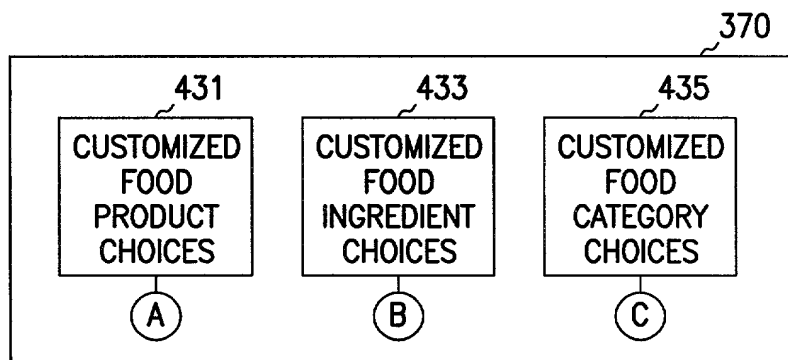 370
431
433
435
CUSTOMIZED
FOOD
PRODUCT
CHOICES
CUSTOMIZED
FOOD
INGREDIENT
CHOICES
CUSTOMIZED
FOOD
CATEGORY
CHOICES
A
B
C